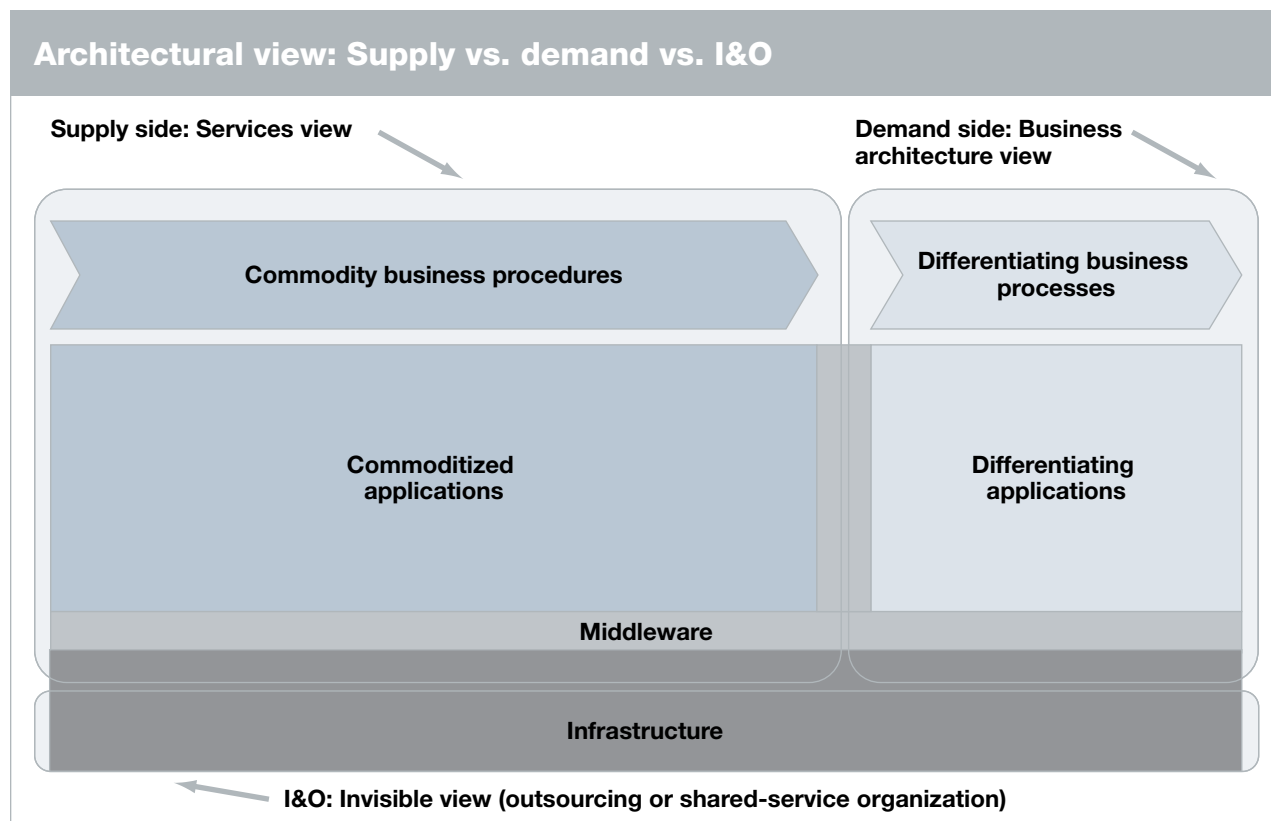 Architectural view: Supply vs. demand vs. I&O
Supply side: Services view
Demand side: Business
architecture view
Commodity business procedures
Differentiating business
processes
Commoditized
applications
Differentiating
applications
Middleware
Infrastructure
I&O: Invisible view (outsourcing or shared-service organization)